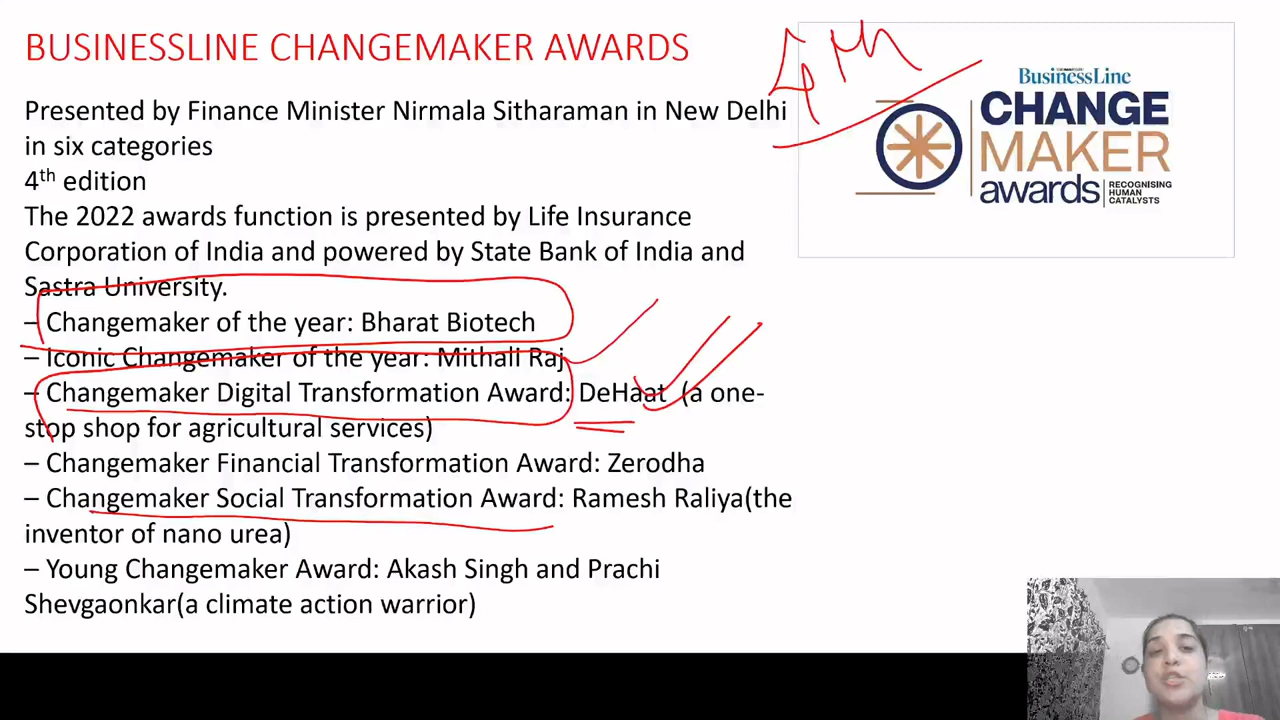 BUSINESSLINE CHANGEMAKER AWARDS
4th
Presented by Finance Minister Nirmala Sitharaman in New Delhi
in six categories
4th edition
The 2022 awards function is presented by Life Insurance
Corporation of India and powered by State Bank of India and
Sastra University.
– Changemaker of the year: Bharat Biotech
– Iconic Changemaker of the year: Mithali Raj
– Changemaker Digital Transformation Award: DeHaat (a one-
stop shop for agricultural services)
– Changemaker Financial Transformation Award: Zerodha
– Changemaker Social Transformation Award: Ramesh Raliya(the
inventor of nano urea)
– Young Changemaker Award: Akash Singh and Prachi
Shevgaonkar(a climate action warrior)
BusinessLine
CHANGE
MAKER
awards
RECOGNISING
HUMAN
CATALYSTS